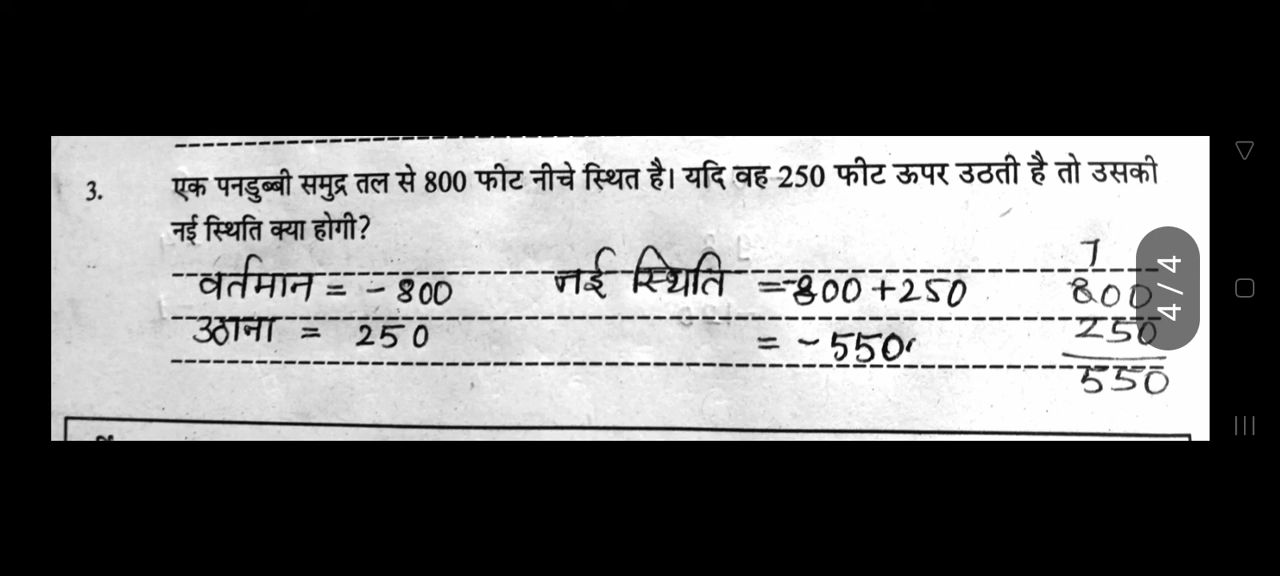 3. एक पनडुब्बी समुद्र तल से 800 फीट नीचे स्थित है। यदि वह 250 फीट ऊपर उठती है तो उसकी
नई स्थिति क्या होगी?
7
वर्तमान = - 800 नई स्थिति = -800 + 250 800
उठाना = 250 = - 550 250
550
4 / 4